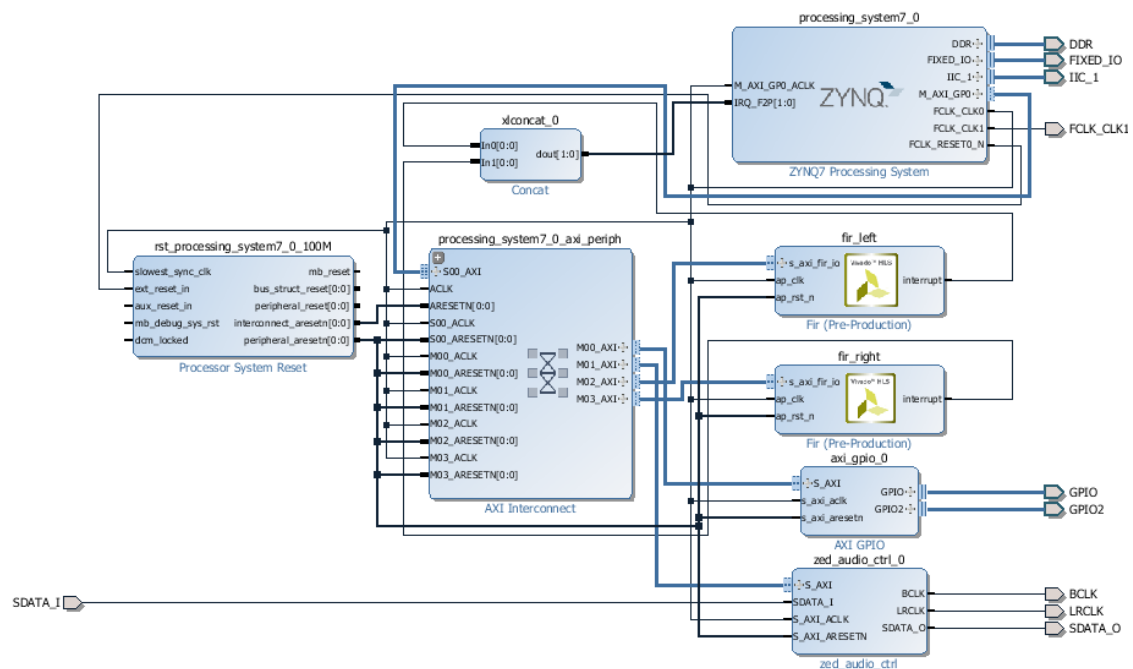 processing_system7_0
DDR
FIXED_IO
IIC_1
M_AXI_GP0
FCLK_CLK0
FCLK_CLK1
FCLK_RESET0_N
M_AXI_GP0_ACLK
IRQ_F2P[1:0]
ZYNQ
ZYNQ7 Processing System
DDR
FIXED_IO
IIC_1
FCLK_CLK1
xlconcat_0
In0[0:0]
In1[0:0]
dout[1:0]
Concat
rst_processing_system7_0_100M
slowest_sync_clk
ext_reset_in
aux_reset_in
mb_debug_sys_rst
dcm_locked
mb_reset
bus_struct_reset[0:0]
peripheral_reset[0:0]
interconnect_aresetn[0:0]
peripheral_aresetn[0:0]
Processor System Reset
processing_system7_0_axi_periph
S00_AXI
ACLK
ARESETN[0:0]
S00_ACLK
S00_ARESETN[0:0]
M00_ACLK
M00_ARESETN[0:0]
M01_ACLK
M01_ARESETN[0:0]
M02_ACLK
M02_ARESETN[0:0]
M03_ACLK
M03_ARESETN[0:0]
M00_AXI
M01_AXI
M02_AXI
M03_AXI
AXI Interconnect
fir_left
s_axi_fir_io
ap_clk
ap_rst_n
Vivado™ HLS
interrupt
Fir (Pre-Production)
fir_right
s_axi_fir_io
ap_clk
ap_rst_n
Vivado™ HLS
interrupt
Fir (Pre-Production)
axi_gpio_0
S_AXI
s_axi_aclk
s_axi_aresetn
GPIO
GPIO2
AXI GPIO
GPIO
GPIO2
zed_audio_ctrl_0
S_AXI
SDATA_I
S_AXI_ACLK
S_AXI_ARESETN
BCLK
LRCLK
SDATA_O
zed_audio_ctrl
SDATA_I
BCLK
LRCLK
SDATA_O